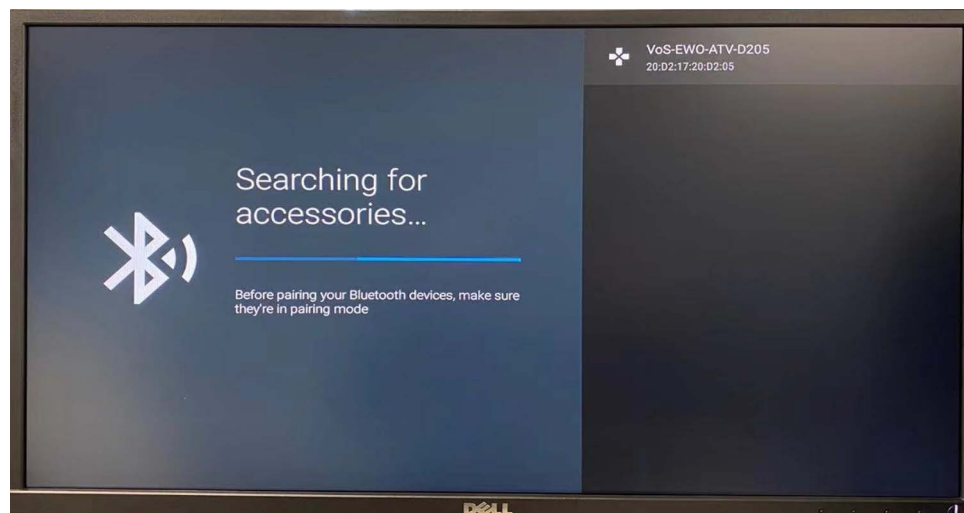 Searching for
accessories...
Before pairing your Bluetooth devices, make sure
they're in pairing mode
VoS-EWO-ATV-D205
20:D2:17:20:D2:05
DELL